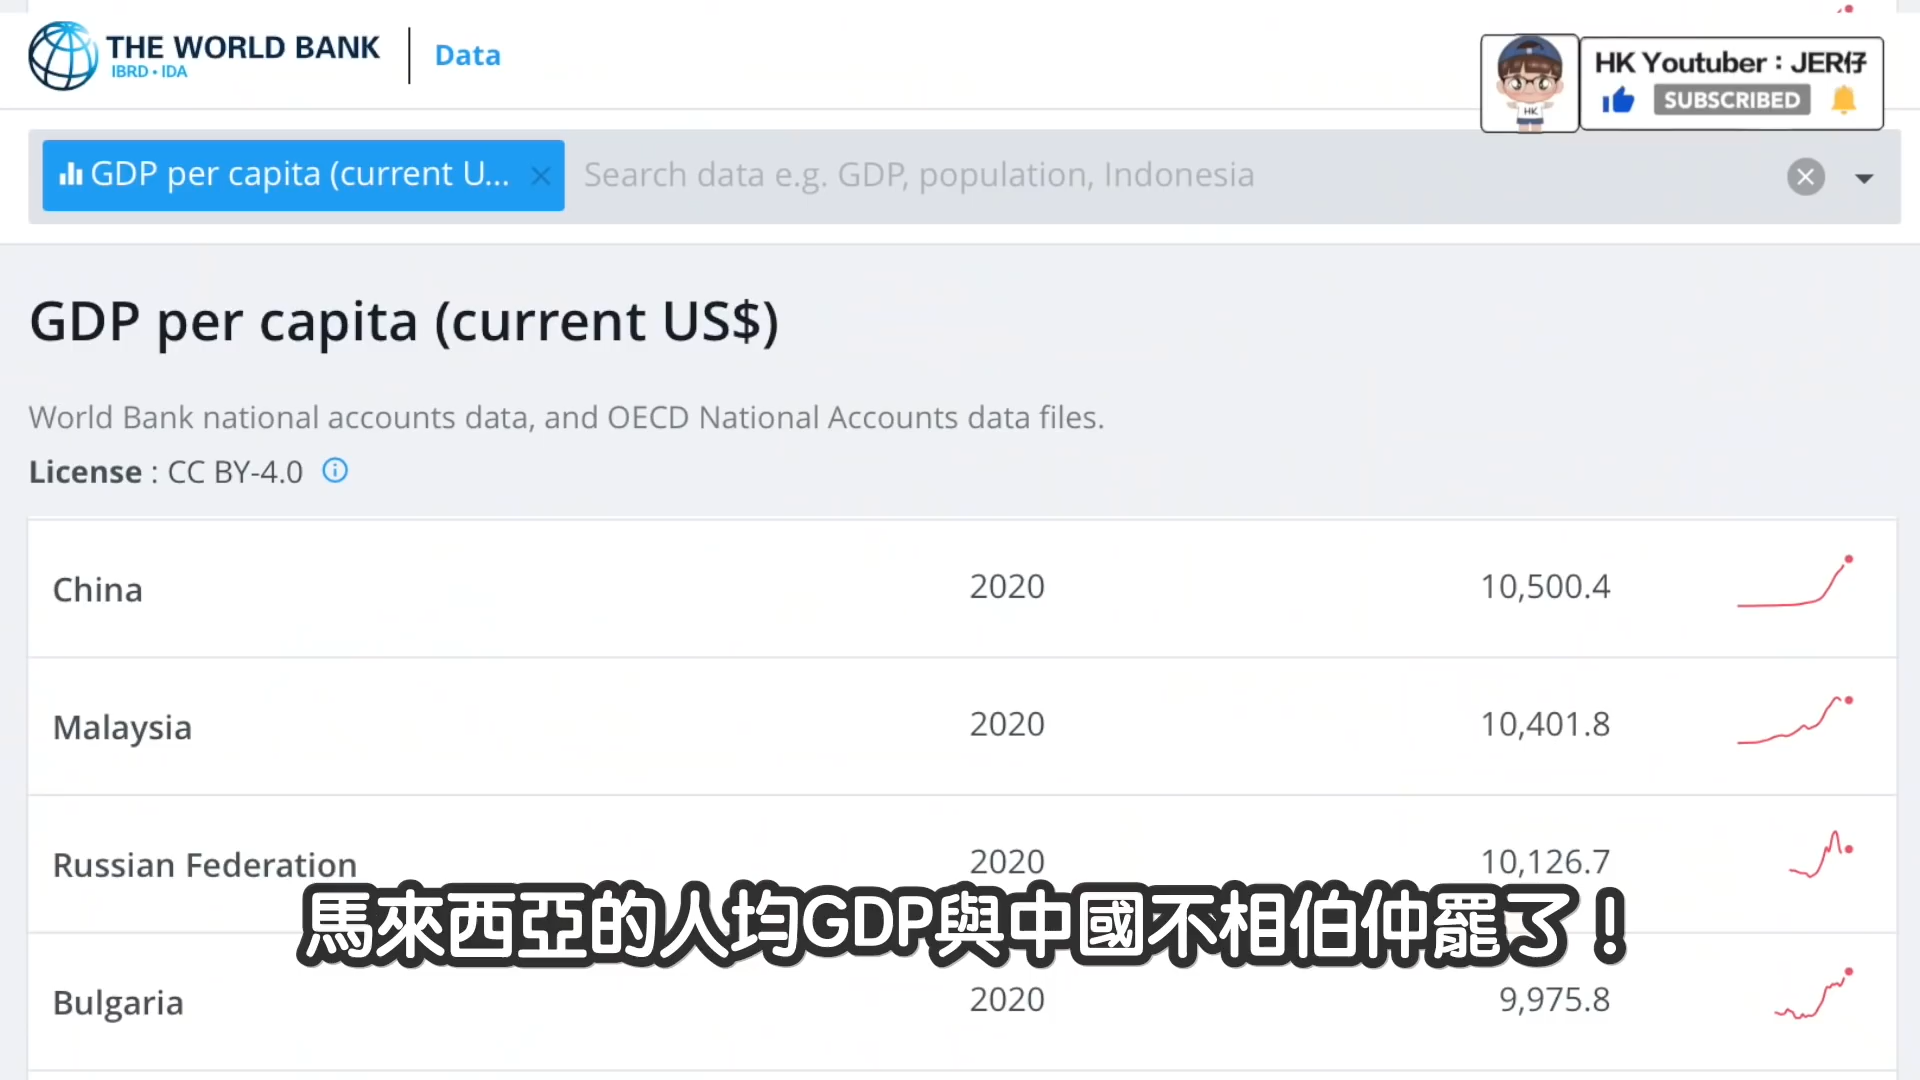 THE WORLD BANK
IBRD • IDA
Data
HK Youtuber：JER仔
SUBSCRIBED
HK
GDP per capita (current U...
Search data e.g. GDP, population, Indonesia
GDP per capita (current US$)
World Bank national accounts data, and OECD National Accounts data files.
License : CC BY-4.0
China 2020 10,500.4
Malaysia 2020 10,401.8
Russian Federation 2020 10,126.7
馬來西亞的人均GDP與中國不相伯仲罷了！
Bulgaria 2020 9,975.8